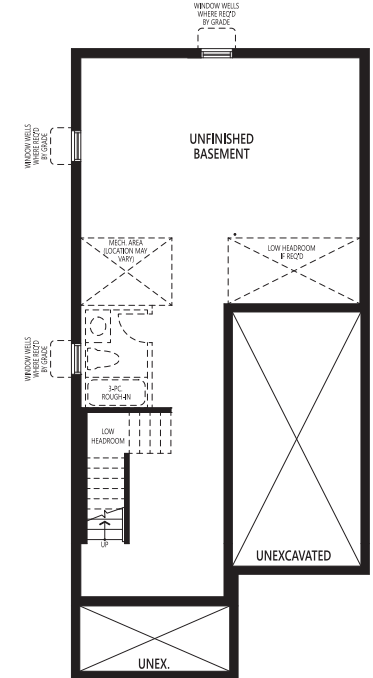 WINDOW WELLS
WHERE REQ'D
BY GRADE
WINDOW WELLS
WHERE REQ'D
BY GRADE
UNFINISHED
BASEMENT
MECH. AREA
(LOCATION MAY
VARY)
LOW HEADROOM
IF REQ'D
WINDOW WELLS
WHERE REQ'D
BY GRADE
3-PC.
ROUGH-IN
LOW
HEADROOM
UP
UNEXCAVATED
UNEX.